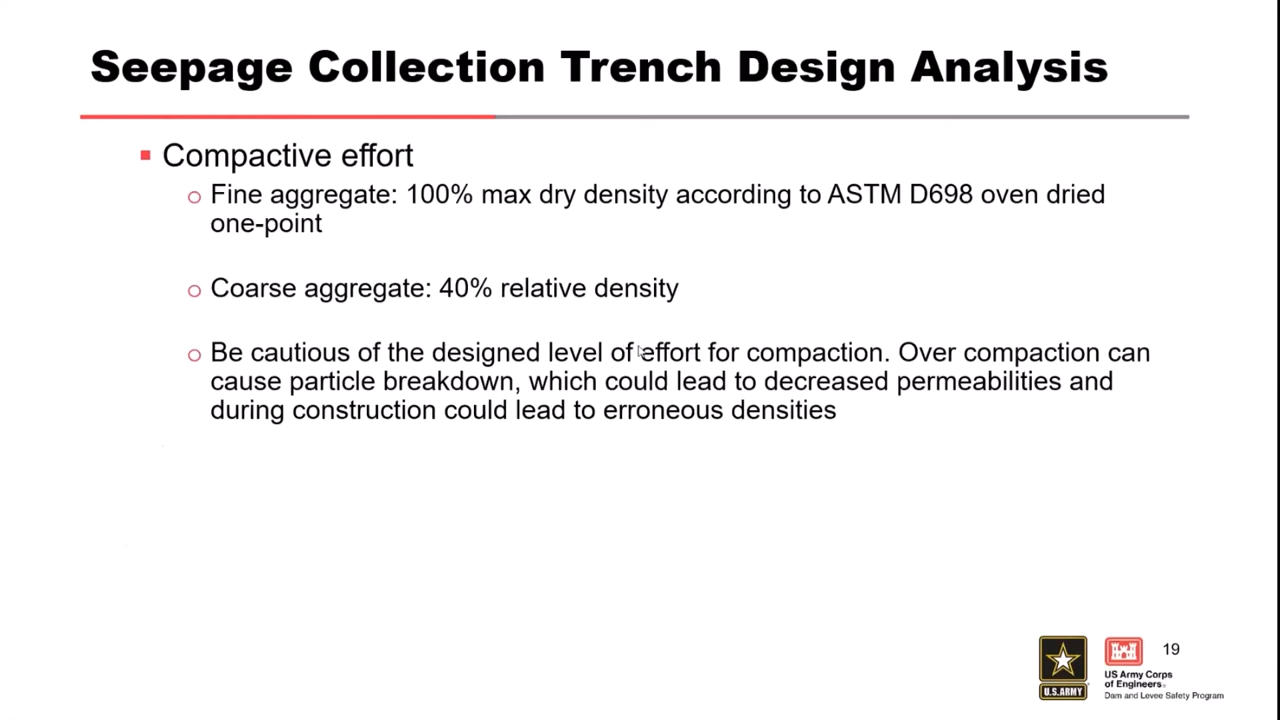 Seepage Collection Trench Design Analysis
Compactive effort
Fine aggregate: 100% max dry density according to ASTM D698 oven dried
one-point
Coarse aggregate: 40% relative density
Be cautious of the designed level of effort for compaction. Over compaction can
cause particle breakdown, which could lead to decreased permeabilities and
during construction could lead to erroneous densities
U.S.ARMY
US Army Corps
of Engineers®
Dam and Levee Safety Program
19